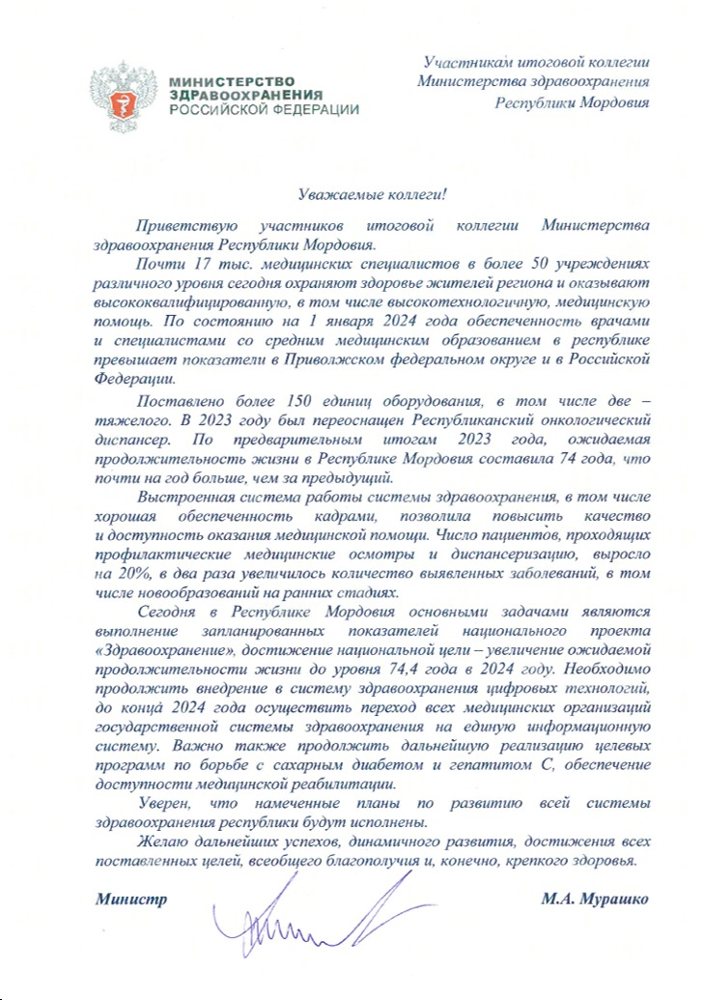 МИНИСТЕРСТВО
ЗДРАВООХРАНЕНИЯ
РОССИЙСКОЙ ФЕДЕРАЦИИ
Участникам итоговой коллегии
Министерства здравоохранения
Республики Мордовия
Уважаемые коллеги!
Приветствую участников итоговой коллегии Министерства
здравоохранения Республики Мордовия.
Почти 17 тыс. медицинских специалистов в более 50 учреждениях
различного уровня сегодня охраняют здоровье жителей региона и оказывают
высококвалифицированную, в том числе высокотехнологичную, медицинскую
помощь. По состоянию на 1 января 2024 года обеспеченность врачами
и специалистами со средним медицинским образованием в республике
превышает показатели в Приволжском федеральном округе и в Российской
Федерации.
Поставлено более 150 единиц оборудования, в том числе две –
тяжелого. В 2023 году был переоснащен Республиканский онкологический
диспансер. По предварительным итогам 2023 года, ожидаемая
продолжительность жизни в Республике Мордовия составила 74 года, что
почти на год больше, чем за предыдущий.
Выстроенная система работы системы здравоохранения, в том числе
хорошая обеспеченность кадрами, позволила повысить качество
и доступность оказания медицинской помощи. Число пациентов, проходящих
профилактические медицинские осмотры и диспансеризацию, выросло
на 20%, в два раза увеличилось количество выявленных заболеваний, в том
числе новообразований на ранних стадиях.
Сегодня в Республике Мордовия основными задачами являются
выполнение запланированных показателей национального проекта
«Здравоохранение», достижение национальной цели – увеличение ожидаемой
продолжительности жизни до уровня 74,4 года в 2024 году. Необходимо
продолжить внедрение в систему здравоохранения цифровых технологий,
до конца 2024 года осуществить переход всех медицинских организаций
государственной системы здравоохранения на единую информационную
систему. Важно также продолжить дальнейшую реализацию целевых
программ по борьбе с сахарным диабетом и гепатитом С, обеспечение
доступности медицинской реабилитации.
Уверен, что намеченные планы по развитию всей системы
здравоохранения республики будут исполнены.
Желаю дальнейших успехов, динамичного развития, достижения всех
поставленных целей, всеобщего благополучия и, конечно, крепкого здоровья.
Министр М.А. Мурашко